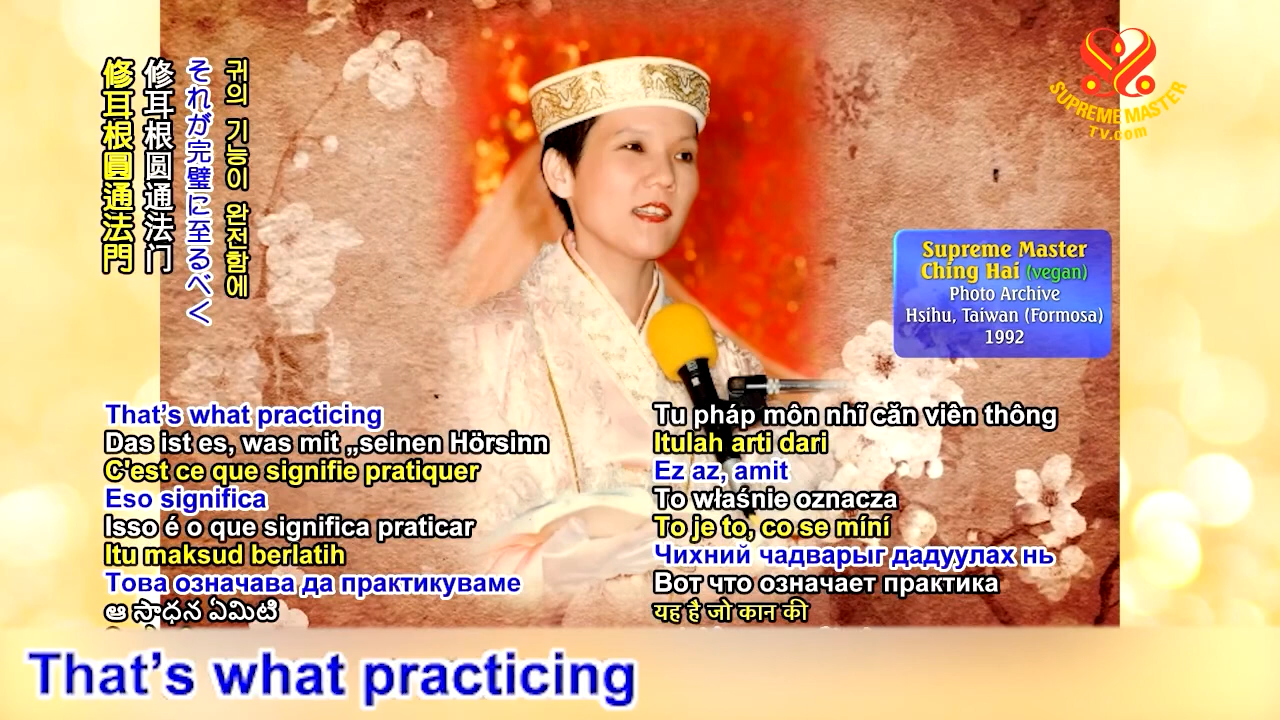 修耳根圓通法門
修耳根圆通法门
それが完璧に至るべく
귀의 기능이 완전함에
SUPREME MASTER
TV.com
Supreme Master
Ching Hai (vegan)
Photo Archive
Hsihu, Taiwan (Formosa)
1992
That's what practicing
Das ist es, was mit „seinen Hörsinn
C'est ce que signifie pratiquer
Eso significa
Isso é o que significa praticar
Itu maksud berlatih
Това означава да практикуваме
ఆ సాధన ఏమిటి
Tu pháp môn nhĩ căn viên thông
Itulah arti dari
Ez az, amit
To właśnie oznacza
To je to, co se míní
Чихний чадварыг дадуулах нь
Вот что означает практика
यह है जो कान की
That's what practicing